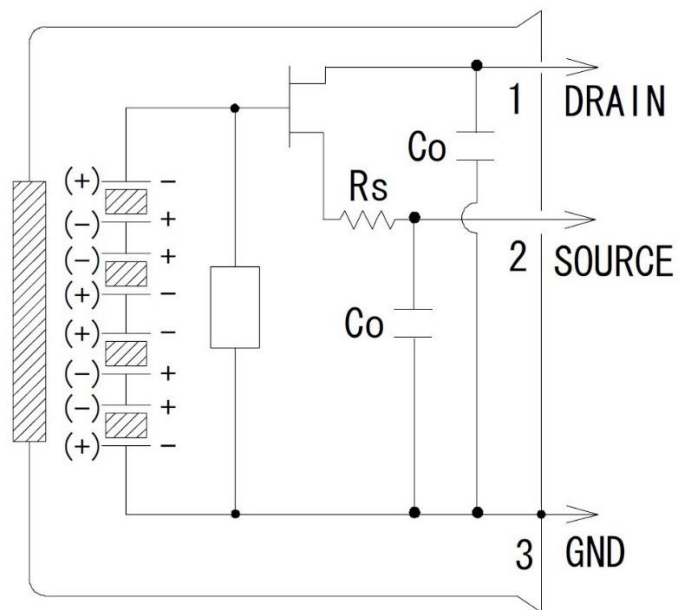 1 DRAIN
Co
Rs
2 SOURCE
(+) -
(-) +
(-) +
(+) -
Co
(+) -
(-) +
(-) +
(+) -
3 GND